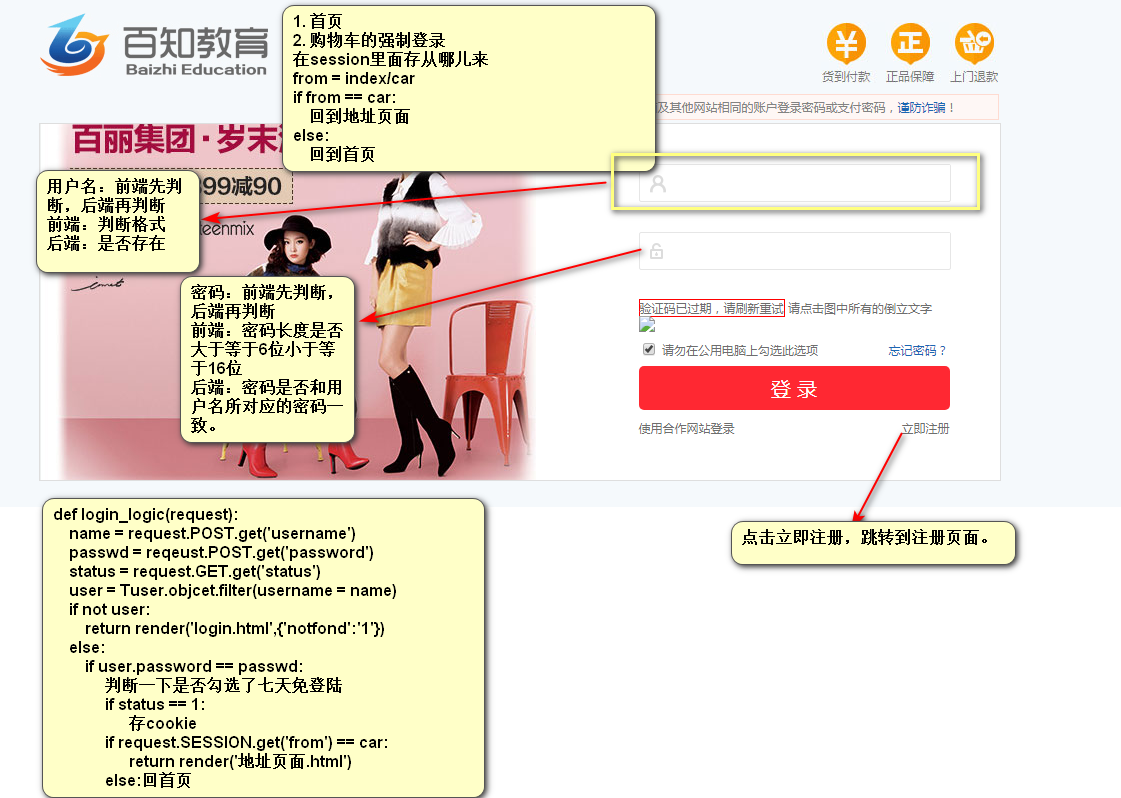 百知教育
Baizhi Education
1. 首页
2. 购物车的强制登录
在session里面存从哪儿来
from = index/car
if from == car:
回到地址页面
else:
回到首页
货到付款
正品保障
上门退款
及其他网站相同的账户登录密码或支付密码，谨防诈骗！
百丽集团·岁末
99减90
eenmix
用户名：前端先判
断，后端再判断
前端：判断格式
后端：是否存在
密码：前端先判断，
后端再判断
前端：密码长度是否
大于等于6位小于等
于16位
后端：密码是否和用
户名所对应的密码一
致。
验证码已过期，请刷新重试 请点击图中所有的倒立文字
请勿在公用电脑上勾选此选项
忘记密码？
登录
使用合作网站登录
立即注册
点击立即注册，跳转到注册页面。
def login_logic(request):
name = request.POST.get('username')
passwd = reqeust.POST.get('password')
status = request.GET.get('status')
user = Tuser.objcet.filter(username = name)
if not user:
return render('login.html',{'notfond':'1'})
else:
if user.password == passwd:
判断一下是否勾选了七天免登陆
if status == 1:
存cookie
if request.SESSION.get('from') == car:
return render('地址页面.html')
else:回首页